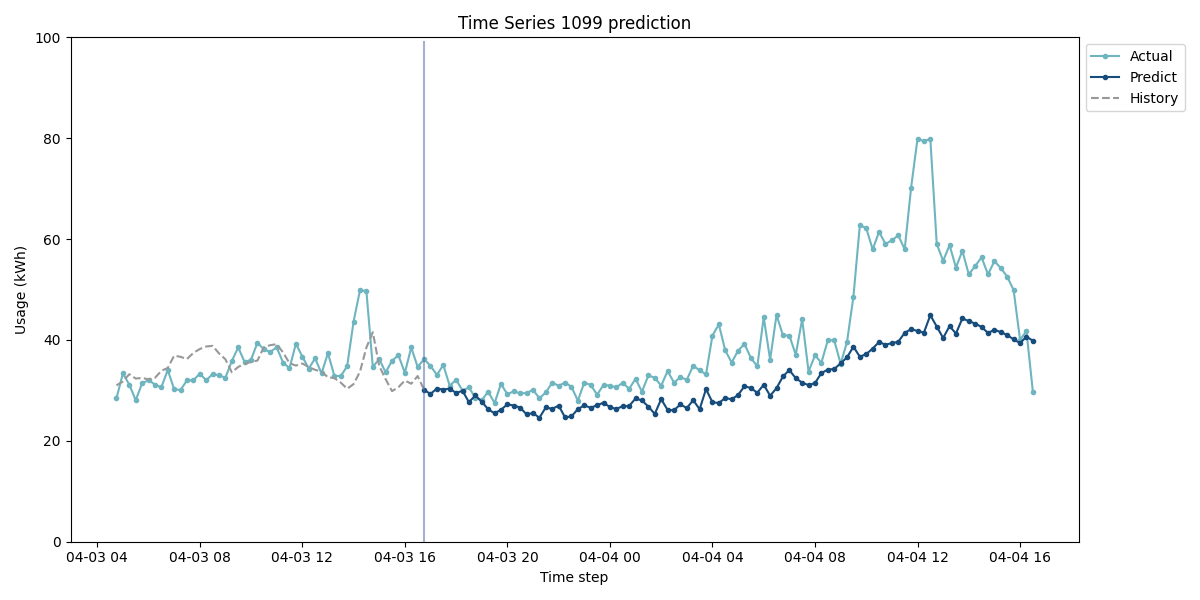 Time Series 1099 prediction
100
80
60
40
20
0
Usage (kWh)
04-03 04 04-03 08 04-03 12 04-03 16 04-03 20 04-04 00 04-04 04 04-04 08 04-04 12 04-04 16
Time step
Actual
Predict
History